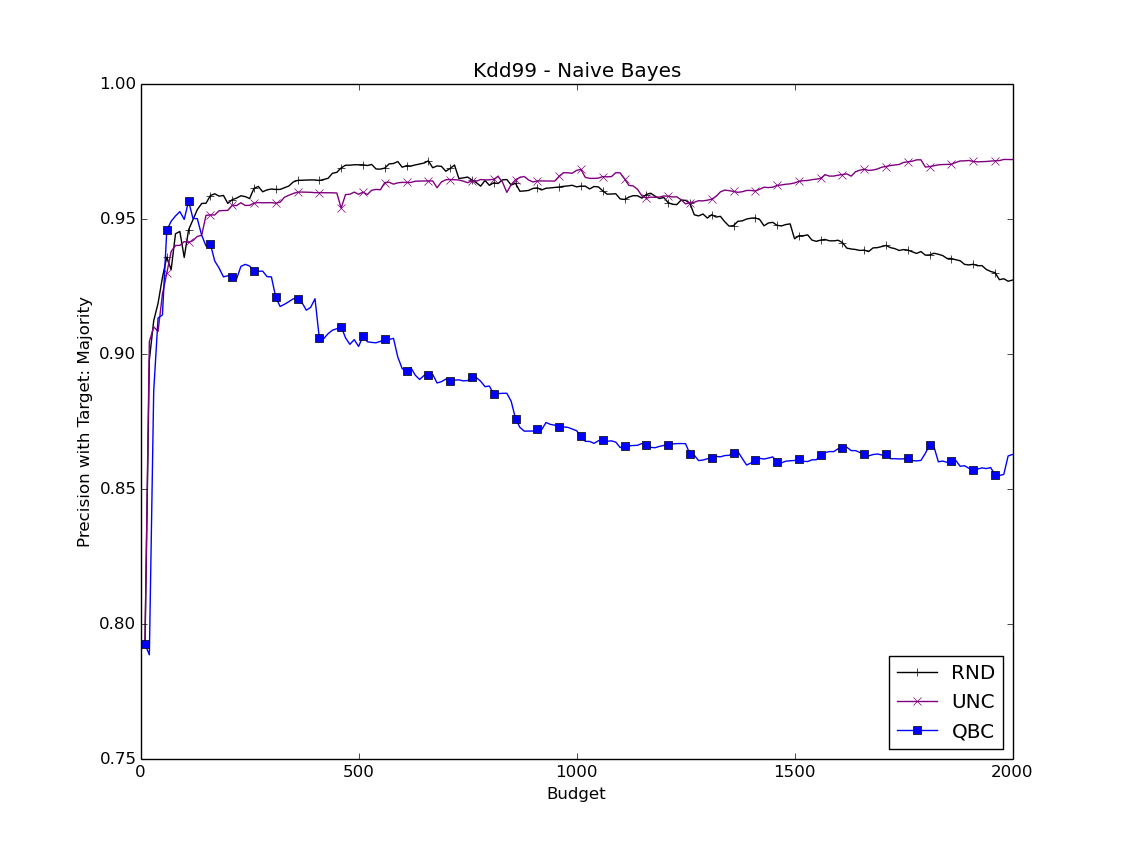 Kdd99 - Naive Bayes
1.00
0.95
0.90
0.85
0.80
0.75
Precision with Target: Majority
RND
UNC
QBC
0 500 1000 1500 2000
Budget